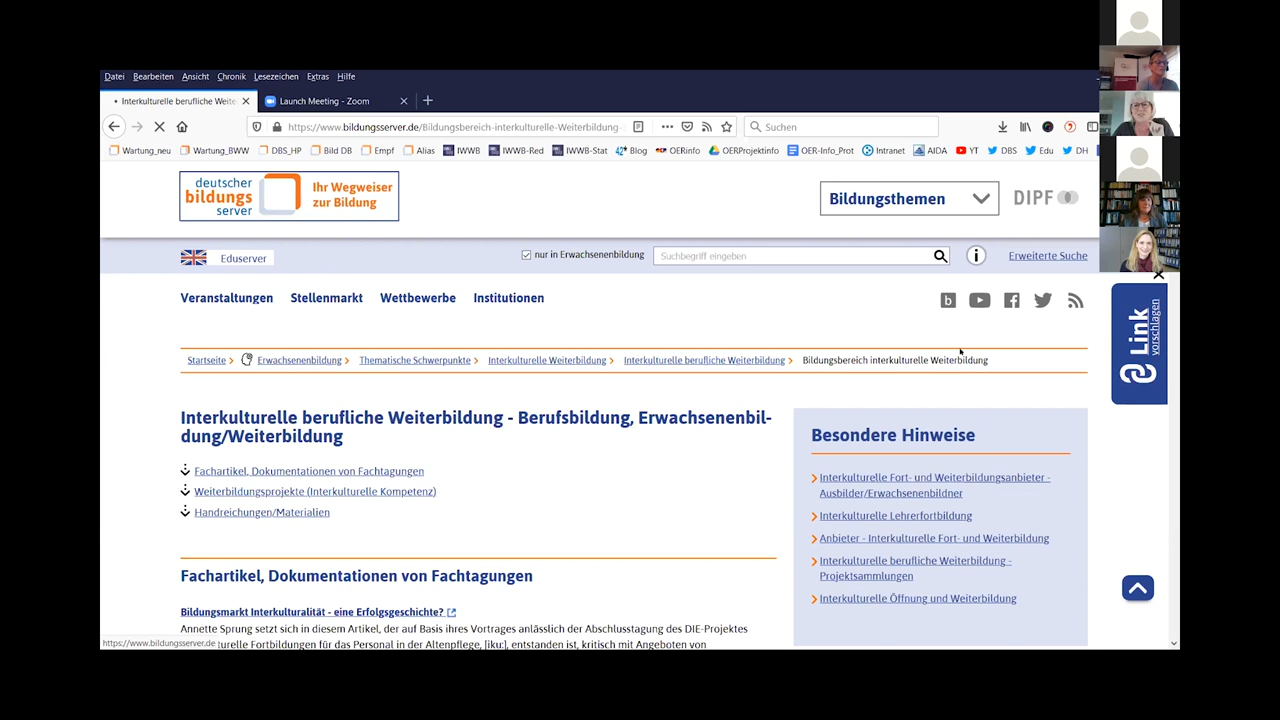 Datei Bearbeiten Ansicht Chronik Lesezeichen Extras Hilfe
Interkulturelle berufliche Weite
Launch Meeting - Zoom
https://www.bildungsserver.de/Bildungsbereich-interkulturelle-Weiterbildung-
Suchen
Wartung_neu Wartung_BWW DBS_HP Bild DB Empf Alias IWWB IWWB-Red IWWB-Stat Blog OERinfo OERProjektinfo OER-Info_Prot Intranet AIDA YT DBS Edu DH
deutscher
bildungs
server
Ihr Wegweiser
zur Bildung
Bildungsthemen
DIPF
Eduserver
nur in Erwachsenenbildung
Suchbegriff eingeben
Erweiterte Suche
Veranstaltungen Stellenmarkt Wettbewerbe Institutionen
Link
vorschlagen
Startseite Erwachsenenbildung Thematische Schwerpunkte Interkulturelle Weiterbildung Interkulturelle berufliche Weiterbildung Bildungsbereich interkulturelle Weiterbildung
Interkulturelle berufliche Weiterbildung - Berufsbildung, Erwachsenenbil-
dung/Weiterbildung
Fachartikel, Dokumentationen von Fachtagungen
Weiterbildungsprojekte (Interkulturelle Kompetenz)
Handreichungen/Materialien
Besondere Hinweise
Interkulturelle Fort- und Weiterbildungsanbieter -
Ausbilder/Erwachsenenbildner
Interkulturelle Lehrerfortbildung
Anbieter - Interkulturelle Fort- und Weiterbildung
Interkulturelle berufliche Weiterbildung -
Projektsammlungen
Interkulturelle Öffnung und Weiterbildung
Fachartikel, Dokumentationen von Fachtagungen
Bildungsmarkt Interkulturalität - eine Erfolgsgeschichte?
Annette Sprung setzt sich in diesem Artikel, der auf Basis ihres Vortrages anlässlich der Abschlusstagung des DIE-Projektes
turelle Fortbildungen für das Personal in der Altenpflege, [iku:], entstanden ist, kritisch mit Angeboten von
https://www.bildungsserver.de